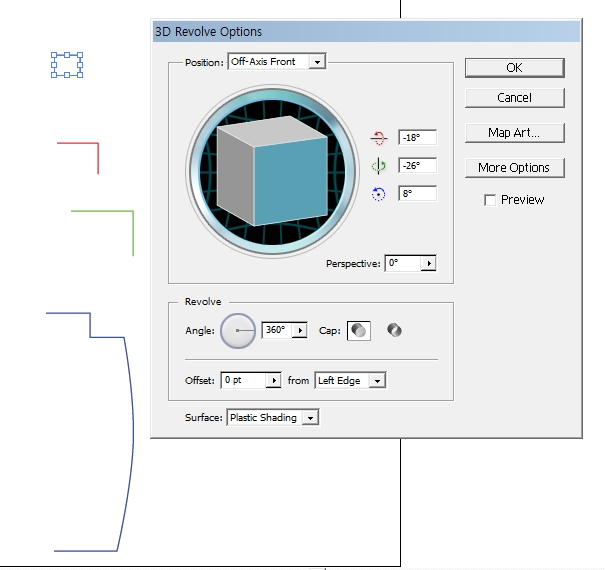 3D Revolve Options
Position: Off-Axis Front
OK
Cancel
Map Art...
More Options
Preview
-18°
-26°
8°
Perspective: 0°
Revolve
Angle: 360° Cap:
Offset: 0 pt from Left Edge
Surface: Plastic Shading